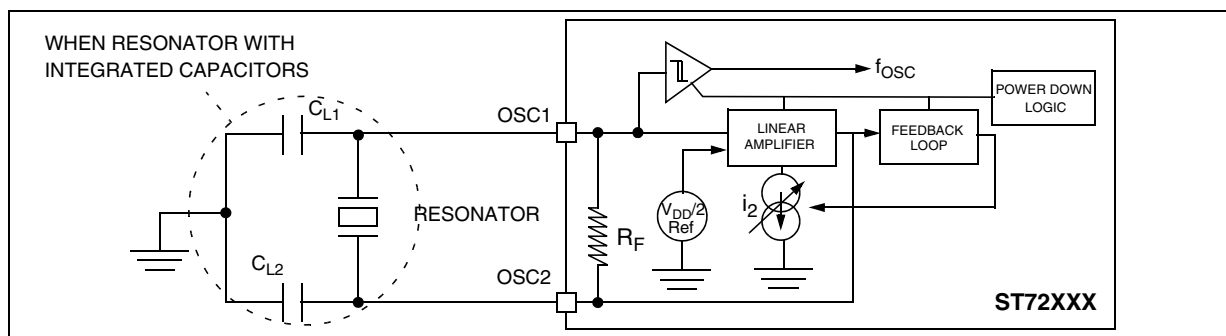 WHEN RESONATOR WITH
INTEGRATED CAPACITORS
CL1
OSC1
fOSC
POWER DOWN
LOGIC
LINEAR
AMPLIFIER
FEEDBACK
LOOP
RESONATOR
RF
VDD/2
Ref
i2
CL2
OSC2
ST72XXX